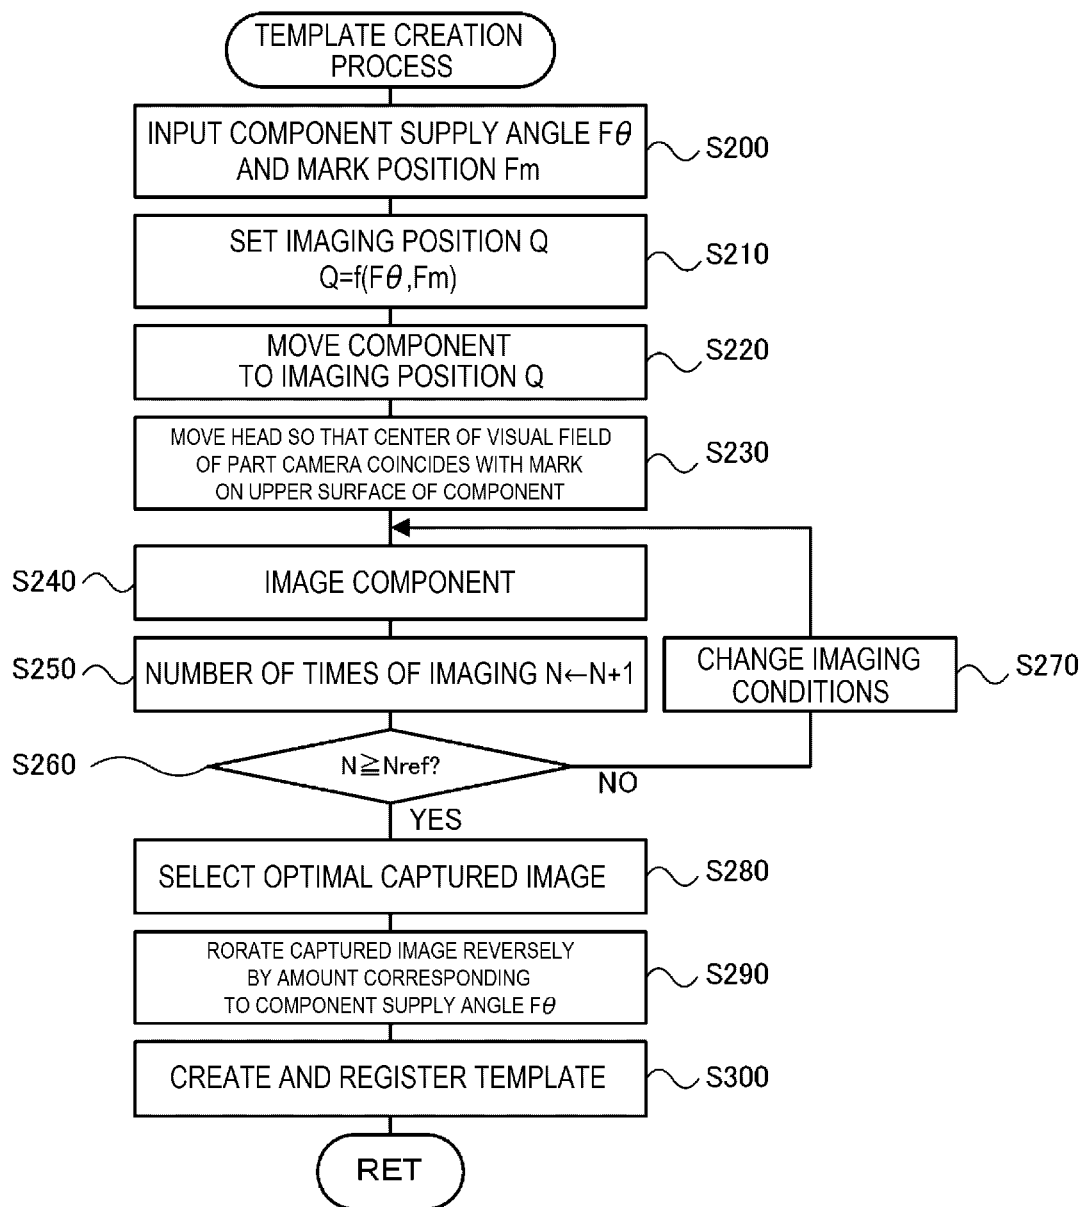 TEMPLATE CREATION
PROCESS
INPUT COMPONENT SUPPLY ANGLE Fθ
AND MARK POSITION Fm
S200
SET IMAGING POSITION Q
Q=f(Fθ,Fm)
S210
MOVE COMPONENT
TO IMAGING POSITION Q
S220
MOVE HEAD SO THAT CENTER OF VISUAL FIELD
OF PART CAMERA COINCIDES WITH MARK
ON UPPER SURFACE OF COMPONENT
S230
S240
IMAGE COMPONENT
S250
NUMBER OF TIMES OF IMAGING N←N+1
CHANGE IMAGING
CONDITIONS
S270
S260
N≧Nref?
NO
YES
SELECT OPTIMAL CAPTURED IMAGE
S280
RORATE CAPTURED IMAGE REVERSELY
BY AMOUNT CORRESPONDING
TO COMPONENT SUPPLY ANGLE Fθ
S290
CREATE AND REGISTER TEMPLATE
S300
RET